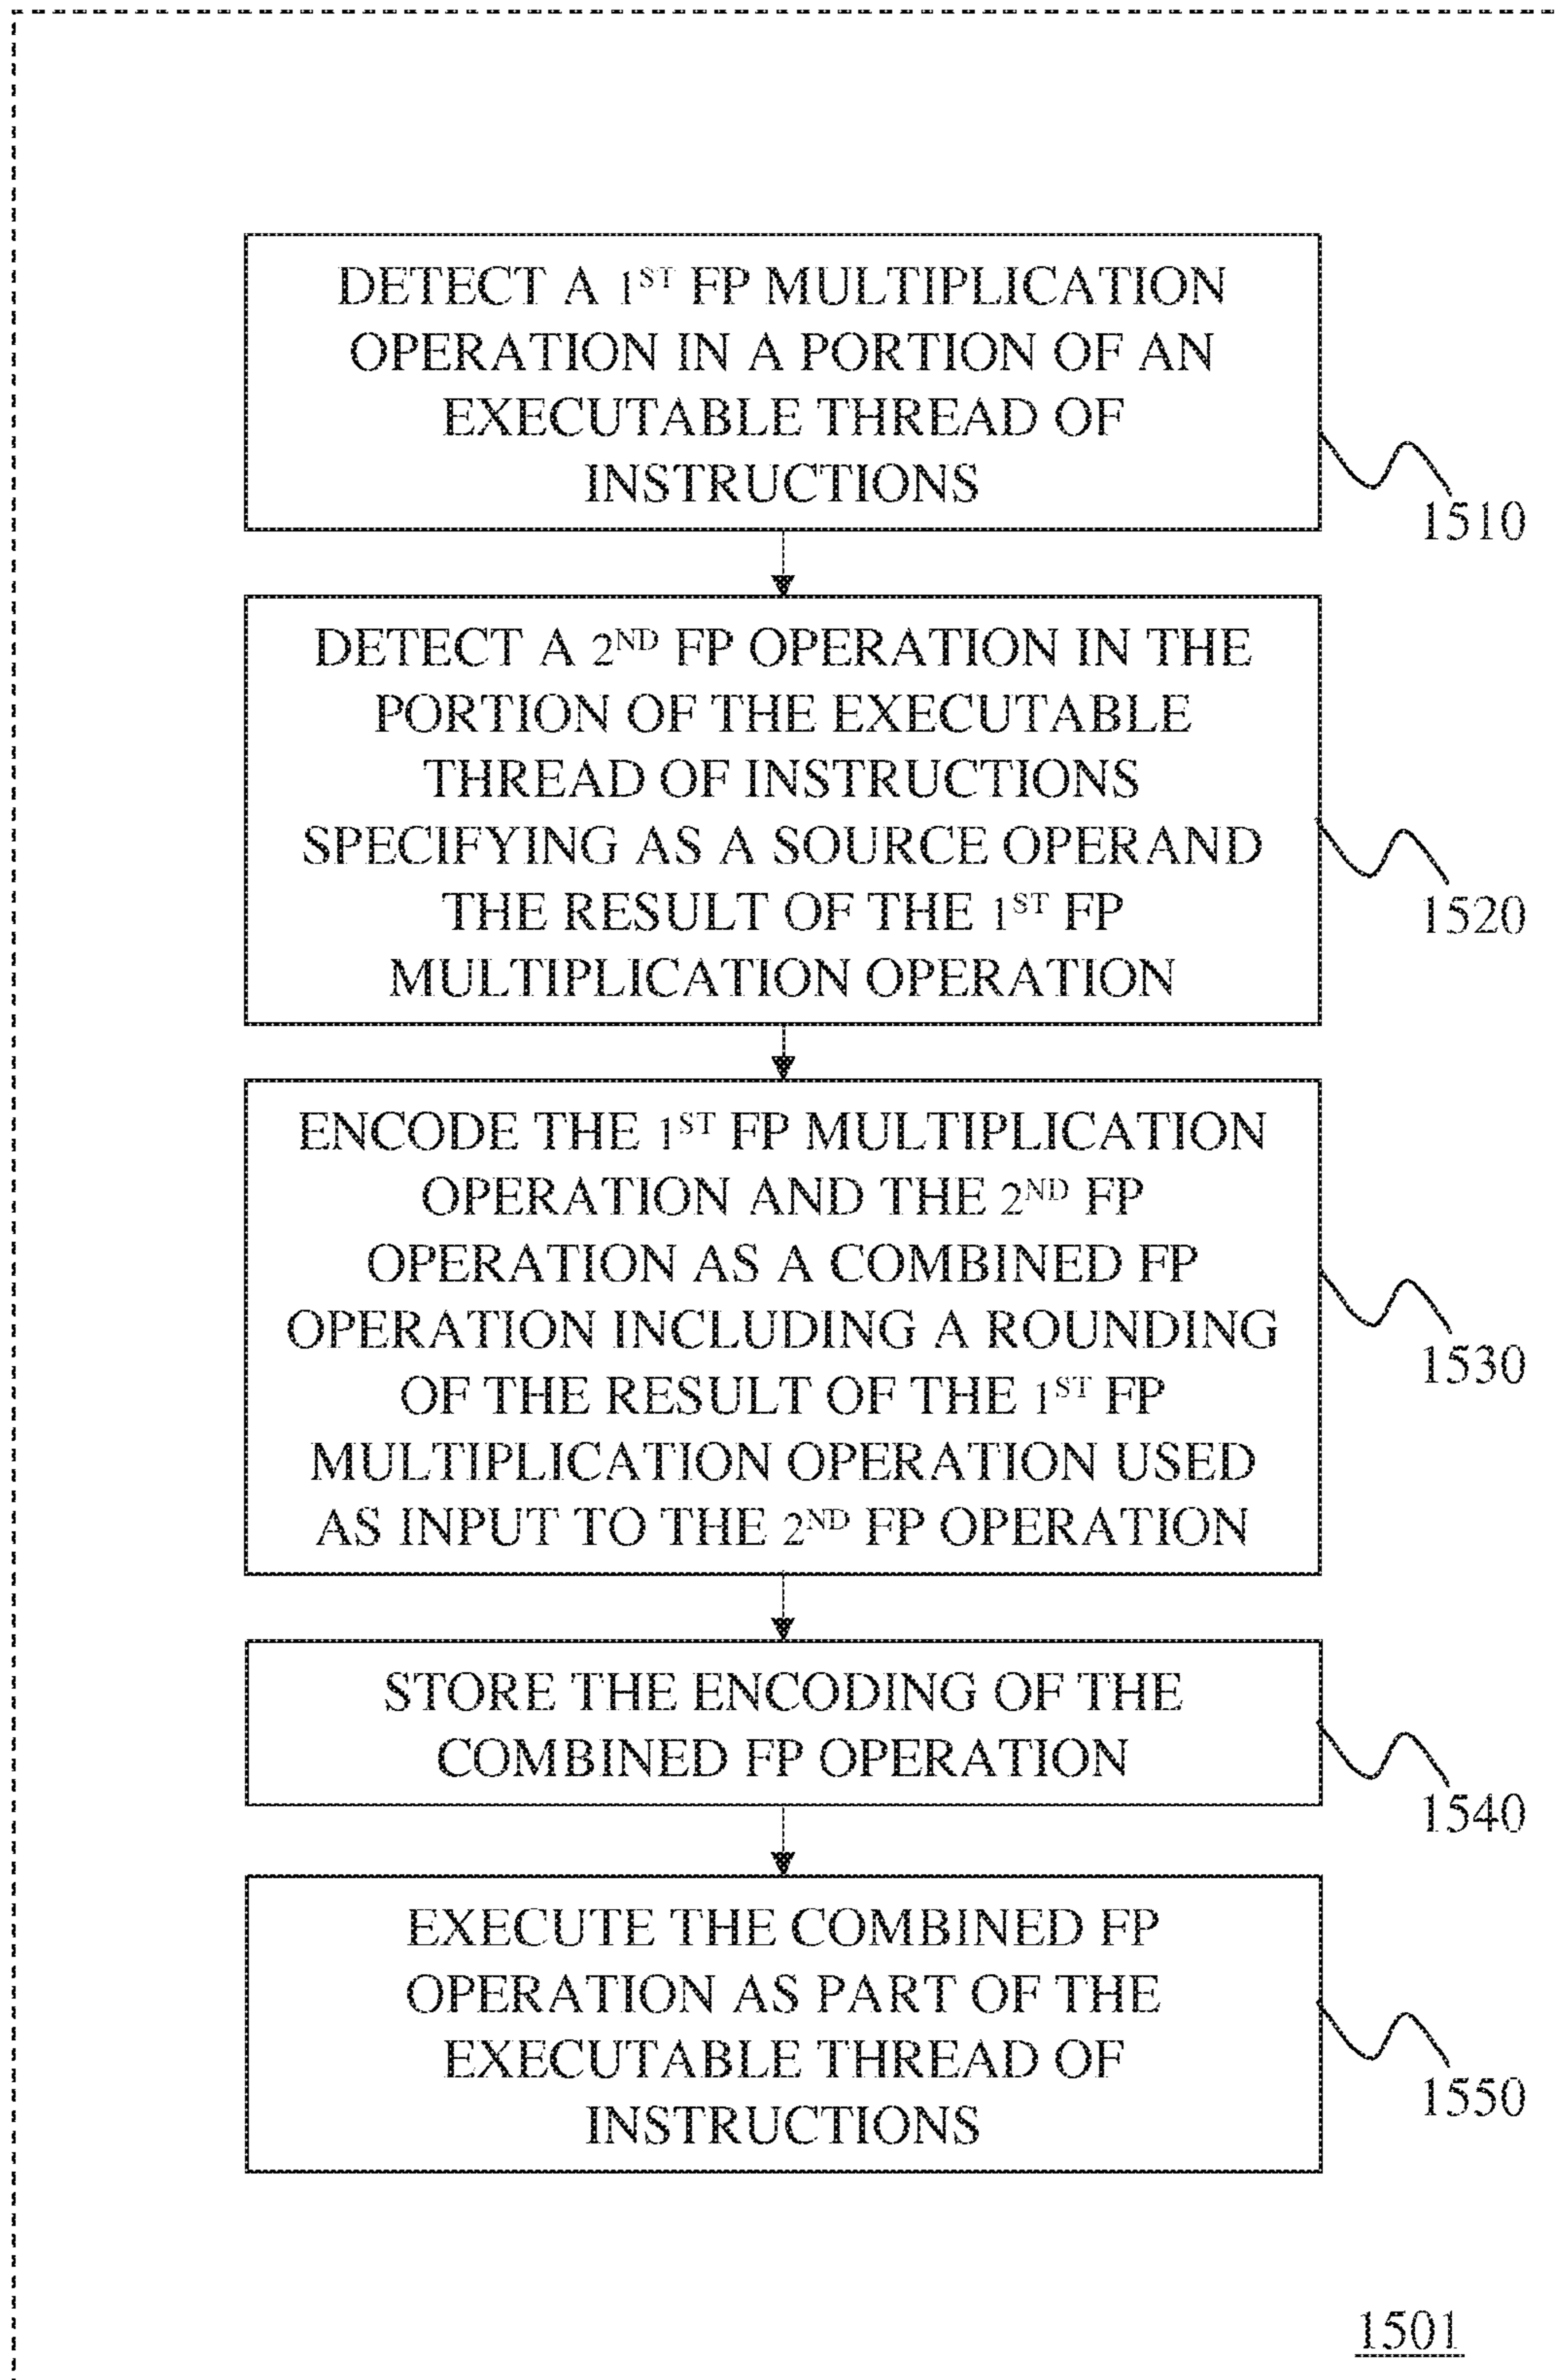 DETECT A 1ST FP MULTIPLICATION
OPERATION IN A PORTION OF AN
EXECUTABLE THREAD OF
INSTRUCTIONS
1510
DETECT A 2ND FP OPERATION IN THE
PORTION OF THE EXECUTABLE
THREAD OF INSTRUCTIONS
SPECIFYING AS A SOURCE OPERAND
THE RESULT OF THE 1ST FP
MULTIPLICATION OPERATION
1520
ENCODE THE 1ST FP MULTIPLICATION
OPERATION AND THE 2ND FP
OPERATION AS A COMBINED FP
OPERATION INCLUDING A ROUNDING
OF THE RESULT OF THE 1ST FP
MULTIPLICATION OPERATION USED
AS INPUT TO THE 2ND FP OPERATION
1530
STORE THE ENCODING OF THE
COMBINED FP OPERATION
1540
EXECUTE THE COMBINED FP
OPERATION AS PART OF THE
EXECUTABLE THREAD OF
INSTRUCTIONS
1550
1501